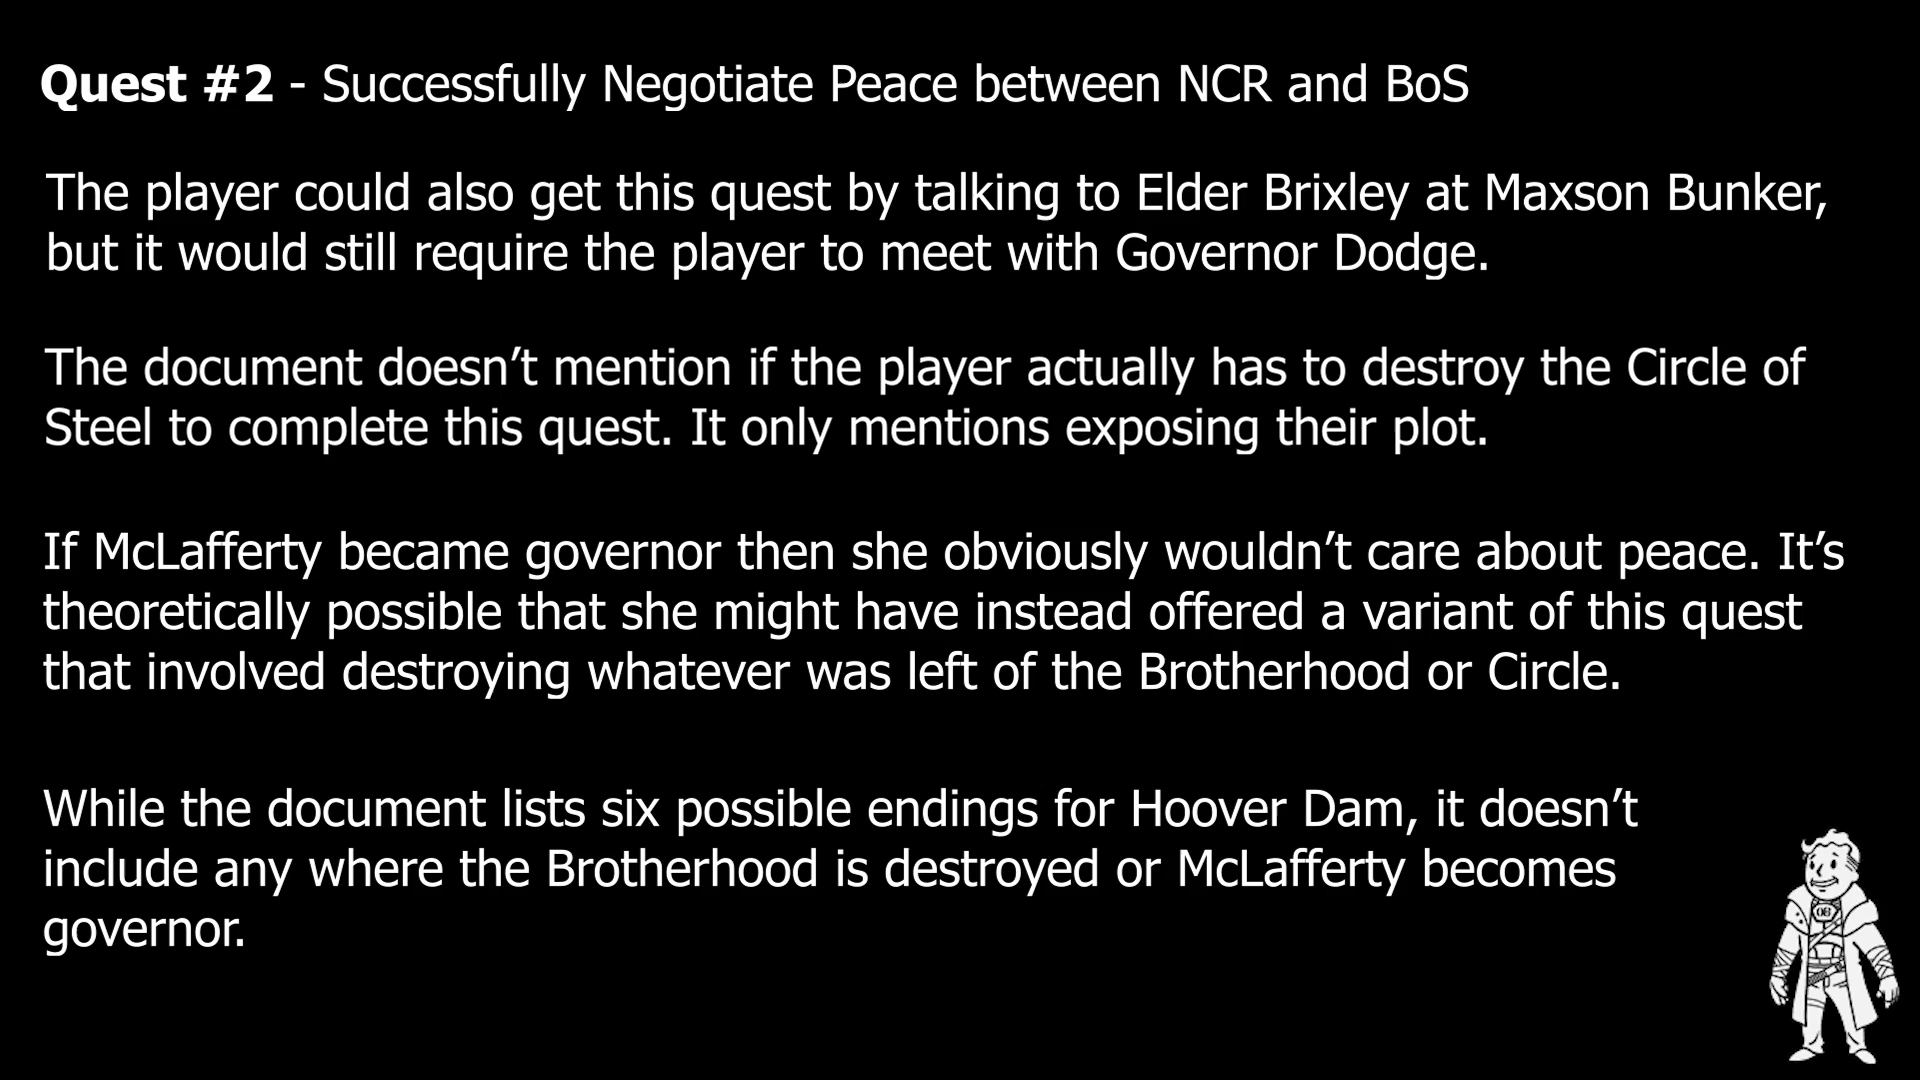 Quest #2 - Successfully Negotiate Peace between NCR and BoS
The player could also get this quest by talking to Elder Brixley at Maxson Bunker,
but it would still require the player to meet with Governor Dodge.
The document doesn’t mention if the player actually has to destroy the Circle of
Steel to complete this quest. It only mentions exposing their plot.
If McLafferty became governor then she obviously wouldn’t care about peace. It’s
theoretically possible that she might have instead offered a variant of this quest
that involved destroying whatever was left of the Brotherhood or Circle.
While the document lists six possible endings for Hoover Dam, it doesn’t
include any where the Brotherhood is destroyed or McLafferty becomes
governor.